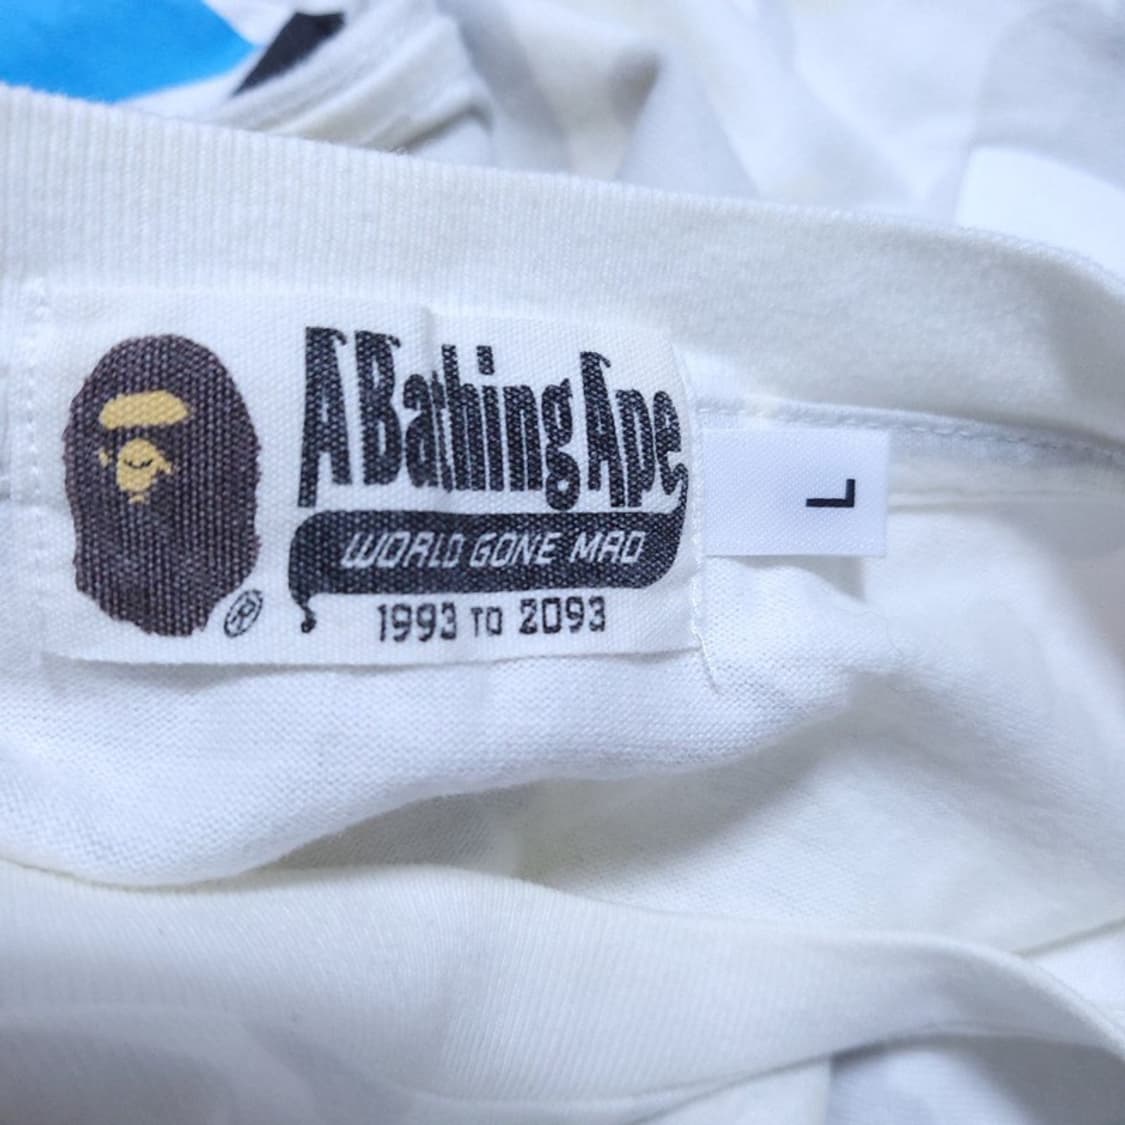 A Bathing Ape
WORLD GONE MAD
1993 TO 2093
®
L